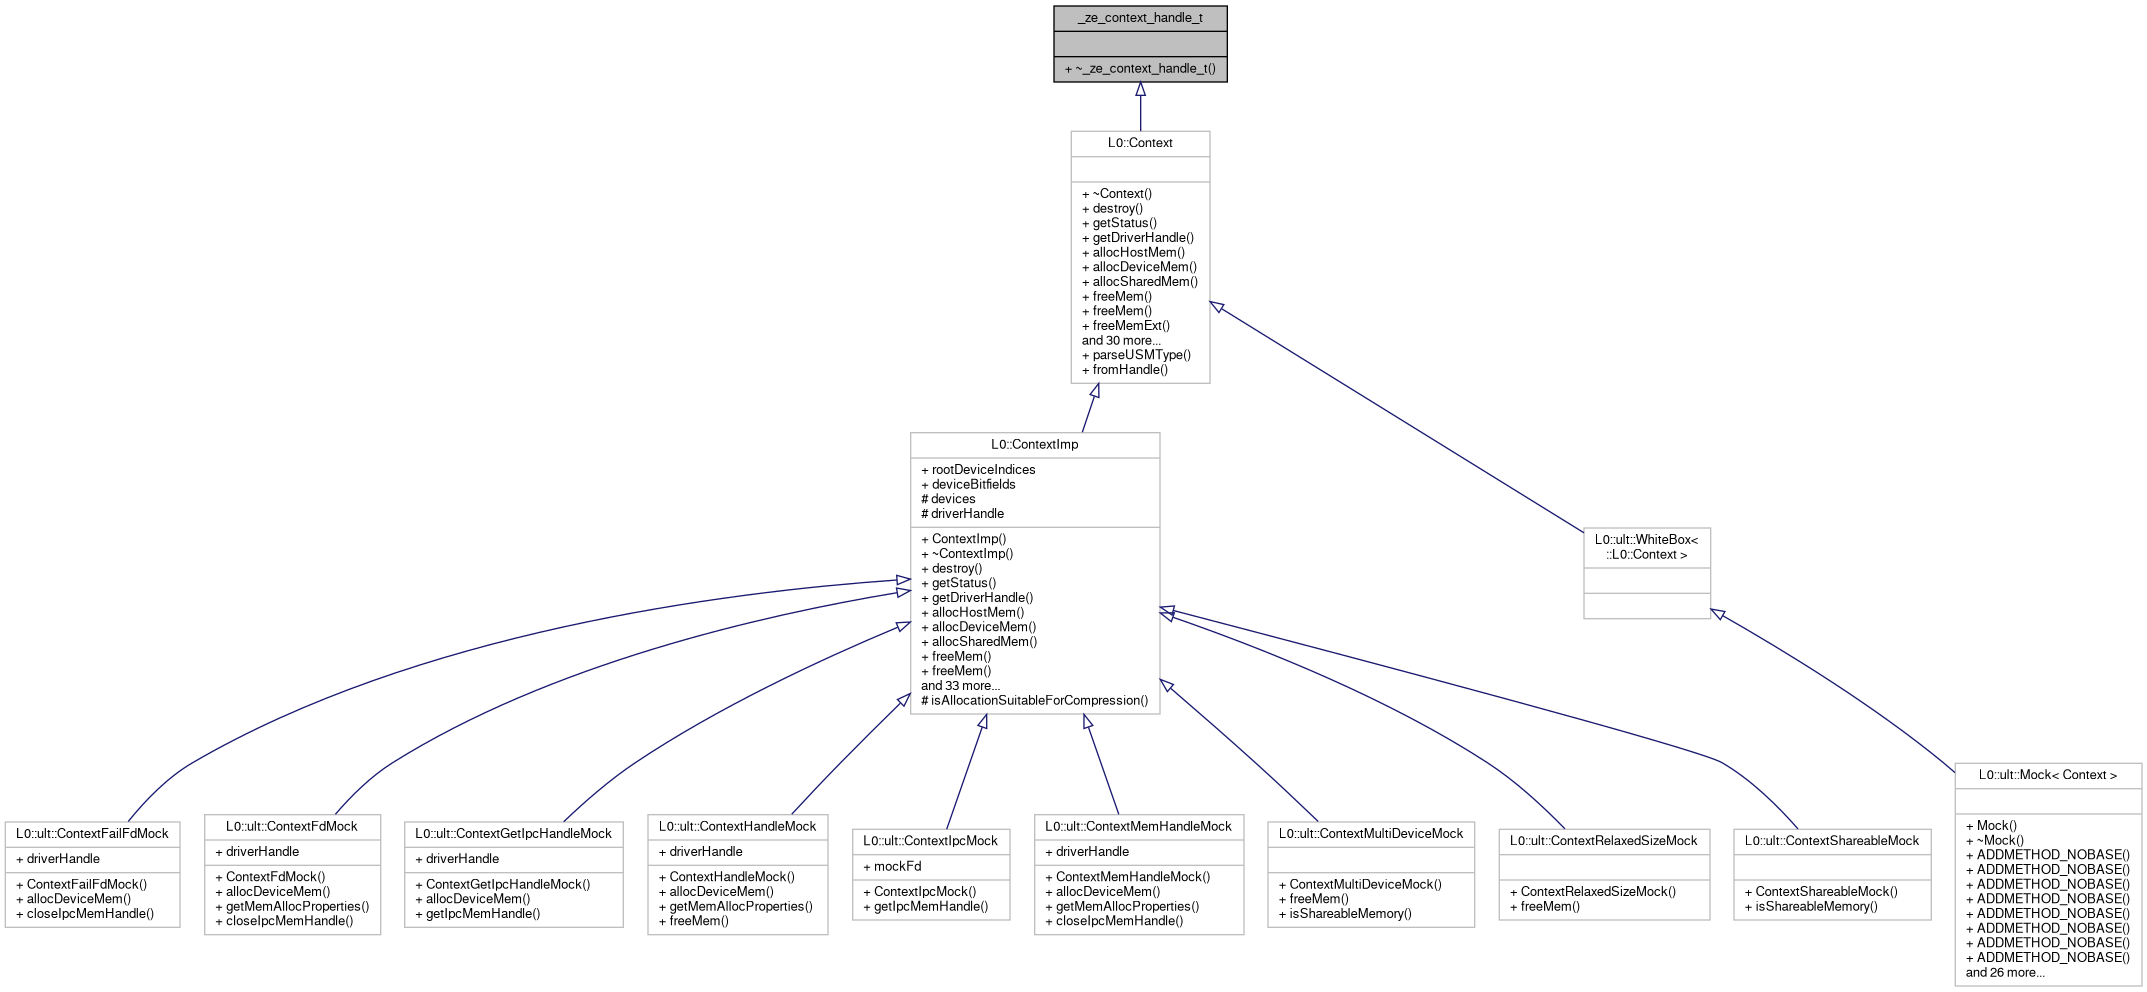 _ze_context_handle_t
+ ~_ze_context_handle_t()
L0::Context
+ ~Context()
+ destroy()
+ getStatus()
+ getDriverHandle()
+ allocHostMem()
+ allocDeviceMem()
+ allocSharedMem()
+ freeMem()
+ freeMem()
+ freeMemExt()
and 30 more...
+ parseUSMType()
+ fromHandle()
L0::ContextImp
+ rootDeviceIndices
+ deviceBitfields
# devices
# driverHandle
+ ContextImp()
+ ~ContextImp()
+ destroy()
+ getStatus()
+ getDriverHandle()
+ allocHostMem()
+ allocDeviceMem()
+ allocSharedMem()
+ freeMem()
+ freeMem()
and 33 more...
# isAllocationSuitableForCompression()
L0::ult::WhiteBox<
::L0::Context >
L0::ult::ContextFailFdMock
+ driverHandle
+ ContextFailFdMock()
+ allocDeviceMem()
+ closeIpcMemHandle()
L0::ult::ContextFdMock
+ driverHandle
+ ContextFdMock()
+ allocDeviceMem()
+ getMemAllocProperties()
+ closeIpcMemHandle()
L0::ult::ContextGetIpcHandleMock
+ driverHandle
+ ContextGetIpcHandleMock()
+ allocDeviceMem()
+ getIpcMemHandle()
L0::ult::ContextHandleMock
+ driverHandle
+ ContextHandleMock()
+ allocDeviceMem()
+ getMemAllocProperties()
+ freeMem()
L0::ult::ContextIpcMock
+ mockFd
+ ContextIpcMock()
+ getIpcMemHandle()
L0::ult::ContextMemHandleMock
+ driverHandle
+ ContextMemHandleMock()
+ allocDeviceMem()
+ getMemAllocProperties()
+ closeIpcMemHandle()
L0::ult::ContextMultiDeviceMock
+ ContextMultiDeviceMock()
+ freeMem()
+ isShareableMemory()
L0::ult::ContextRelaxedSizeMock
+ ContextRelaxedSizeMock()
+ freeMem()
L0::ult::ContextShareableMock
+ ContextShareableMock()
+ isShareableMemory()
L0::ult::Mock< Context >
+ Mock()
+ ~Mock()
+ ADDMETHOD_NOBASE()
+ ADDMETHOD_NOBASE()
+ ADDMETHOD_NOBASE()
+ ADDMETHOD_NOBASE()
+ ADDMETHOD_NOBASE()
+ ADDMETHOD_NOBASE()
+ ADDMETHOD_NOBASE()
+ ADDMETHOD_NOBASE()
and 26 more...